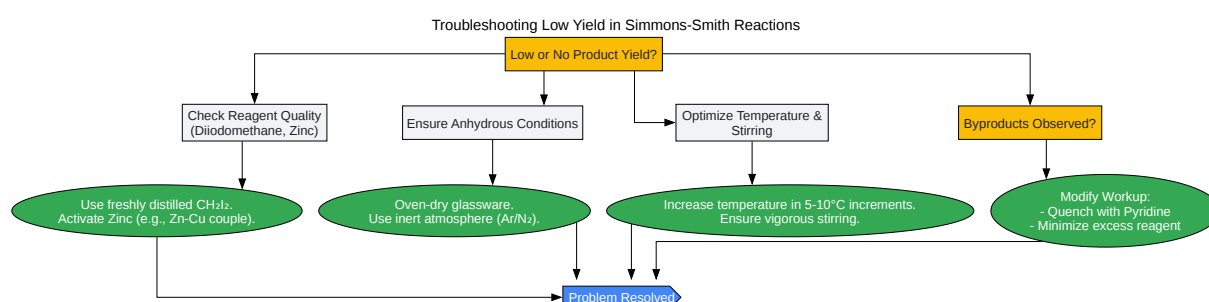 Troubleshooting Low Yield in Simmons-Smith Reactions
Low or No Product Yield?
Check Reagent Quality
(Diiodomethane, Zinc)
Ensure Anhydrous Conditions
Optimize Temperature &
Stirring
Byproducts Observed?
Use freshly distilled CH₂I₂.
Activate Zinc (e.g., Zn-Cu couple).
Oven-dry glassware.
Use inert atmosphere (Ar/N₂).
Increase temperature in 5-10°C increments.
Ensure vigorous stirring.
Modify Workup:
- Quench with Pyridine
- Minimize excess reagent
Problem Resolved